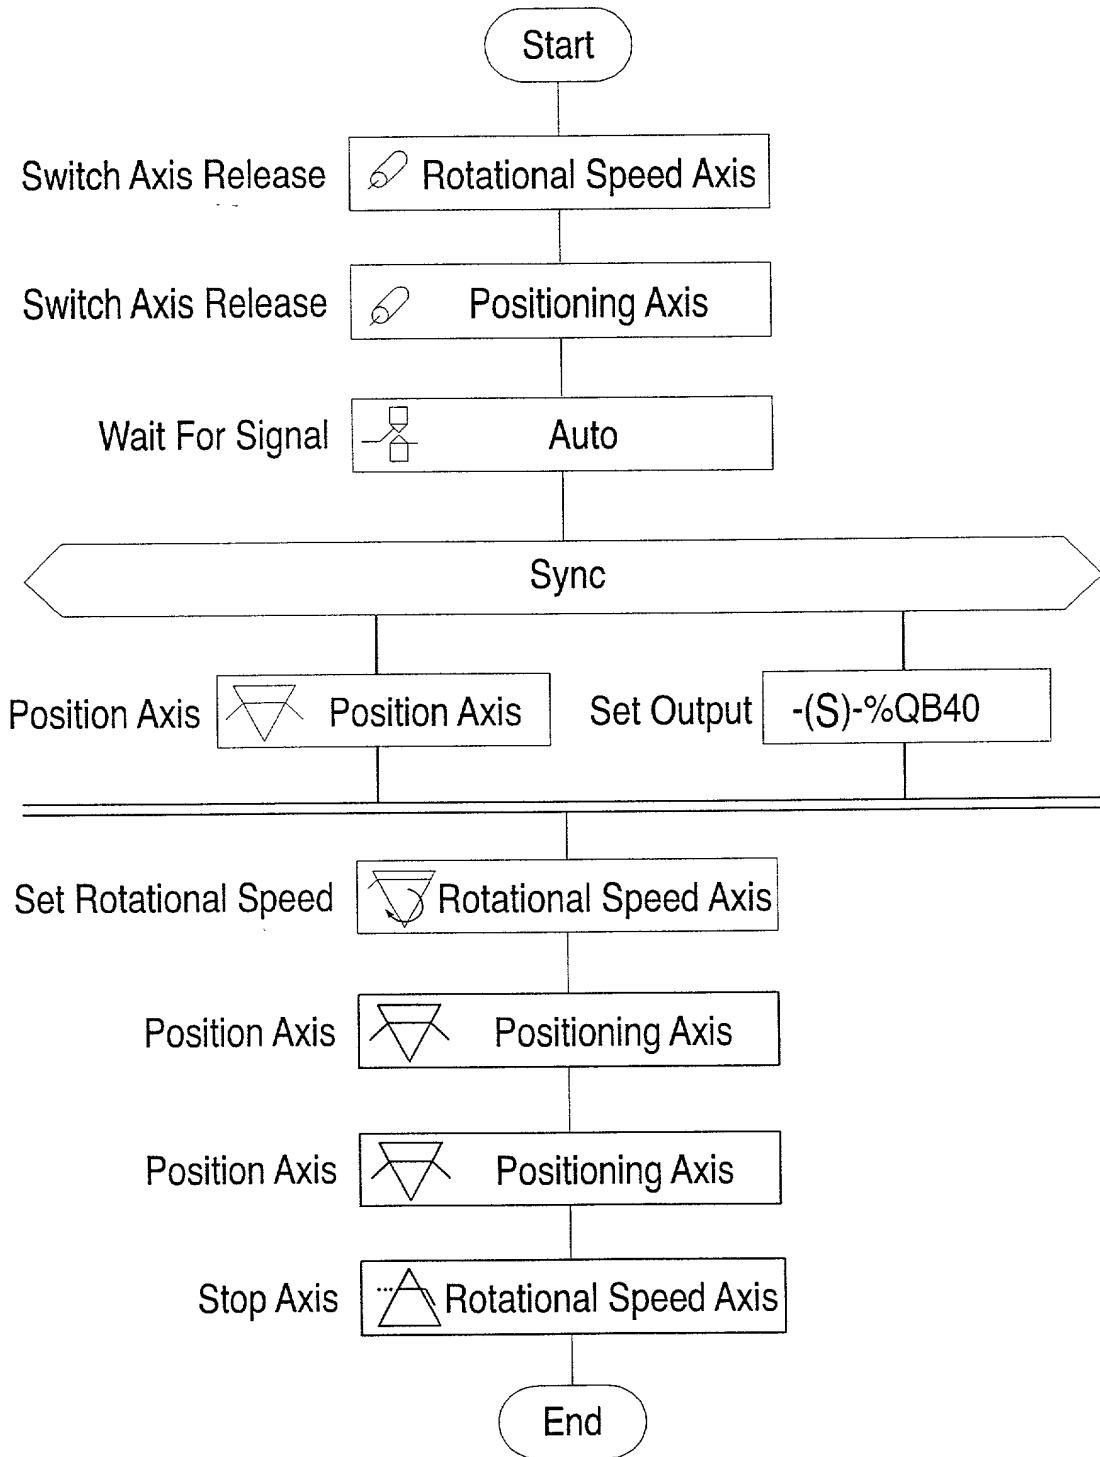 Start
Switch Axis Release Rotational Speed Axis
Switch Axis Release Positioning Axis
Wait For Signal Auto
Sync
Position Axis Position Axis Set Output -(S)-%QB40
Set Rotational Speed Rotational Speed Axis
Position Axis Positioning Axis
Position Axis Positioning Axis
Stop Axis Rotational Speed Axis
End